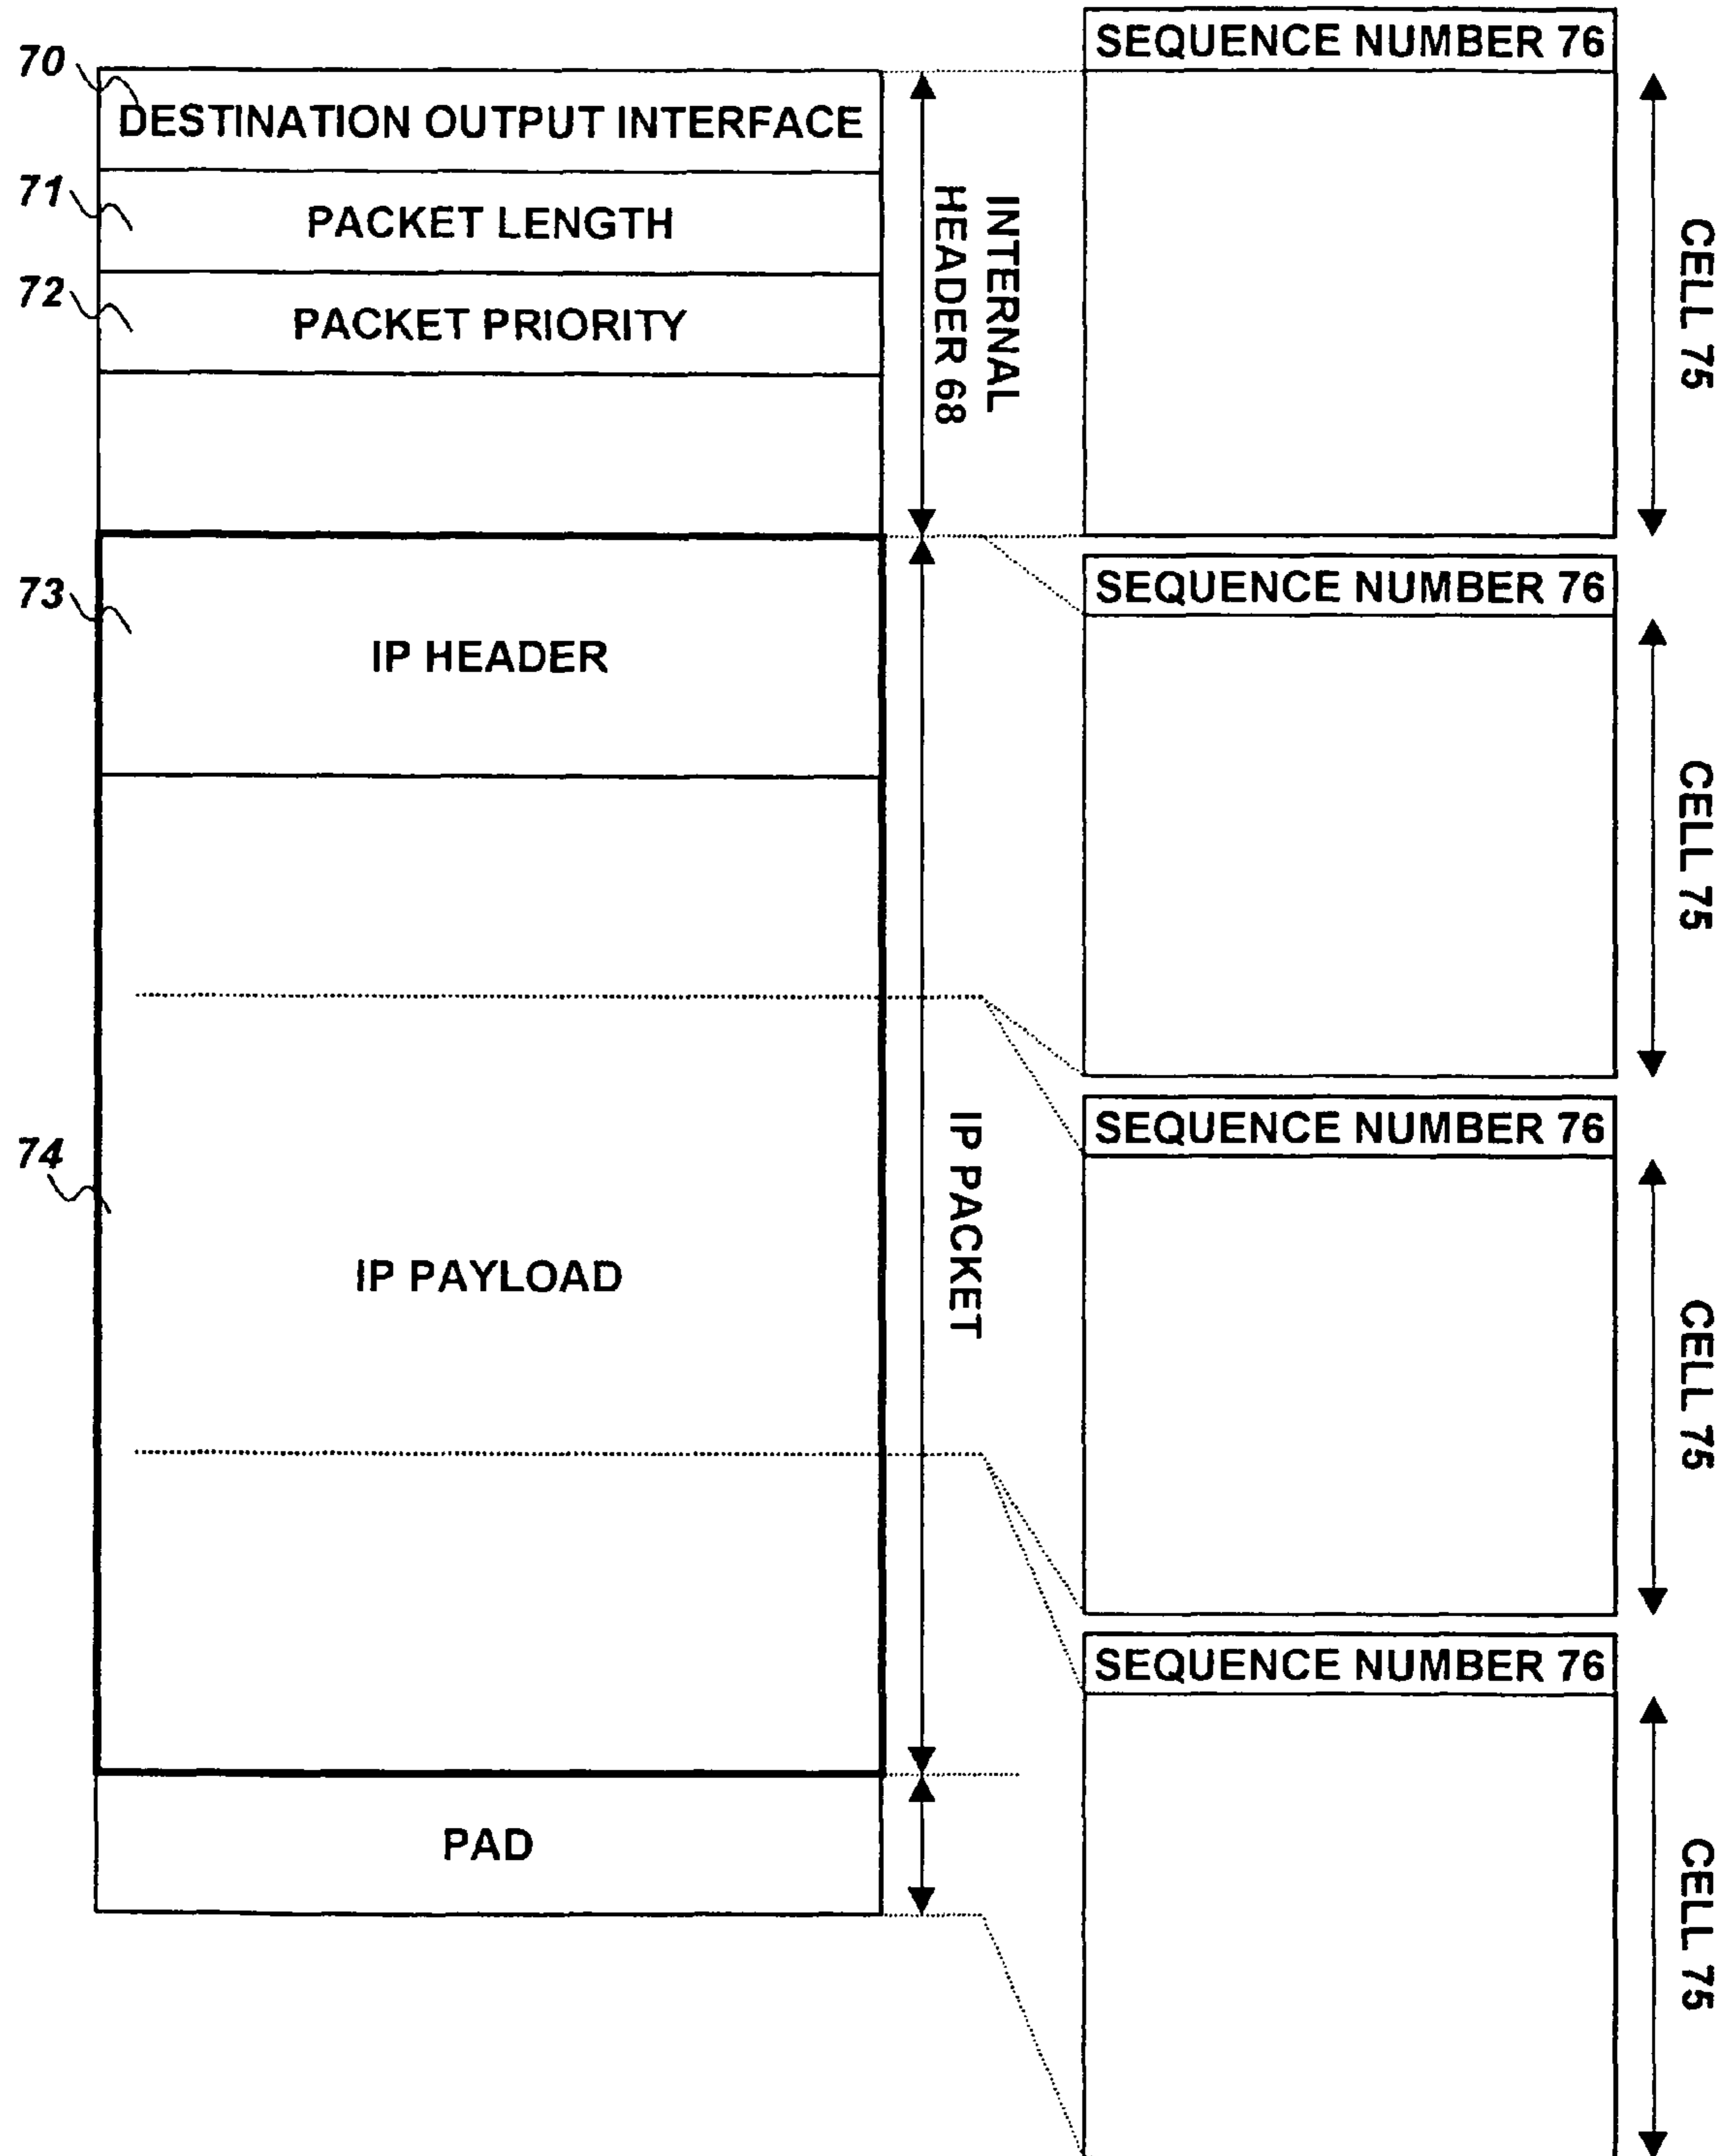 70
DESTINATION OUTPUT INTERFACE
71
PACKET LENGTH
72
PACKET PRIORITY
INTERNAL
HEADER 68
73
IP HEADER
74
IP PAYLOAD
IP PACKET
PAD
SEQUENCE NUMBER 76
CELL 75
SEQUENCE NUMBER 76
CELL 75
SEQUENCE NUMBER 76
CELL 75
SEQUENCE NUMBER 76
CELL 75